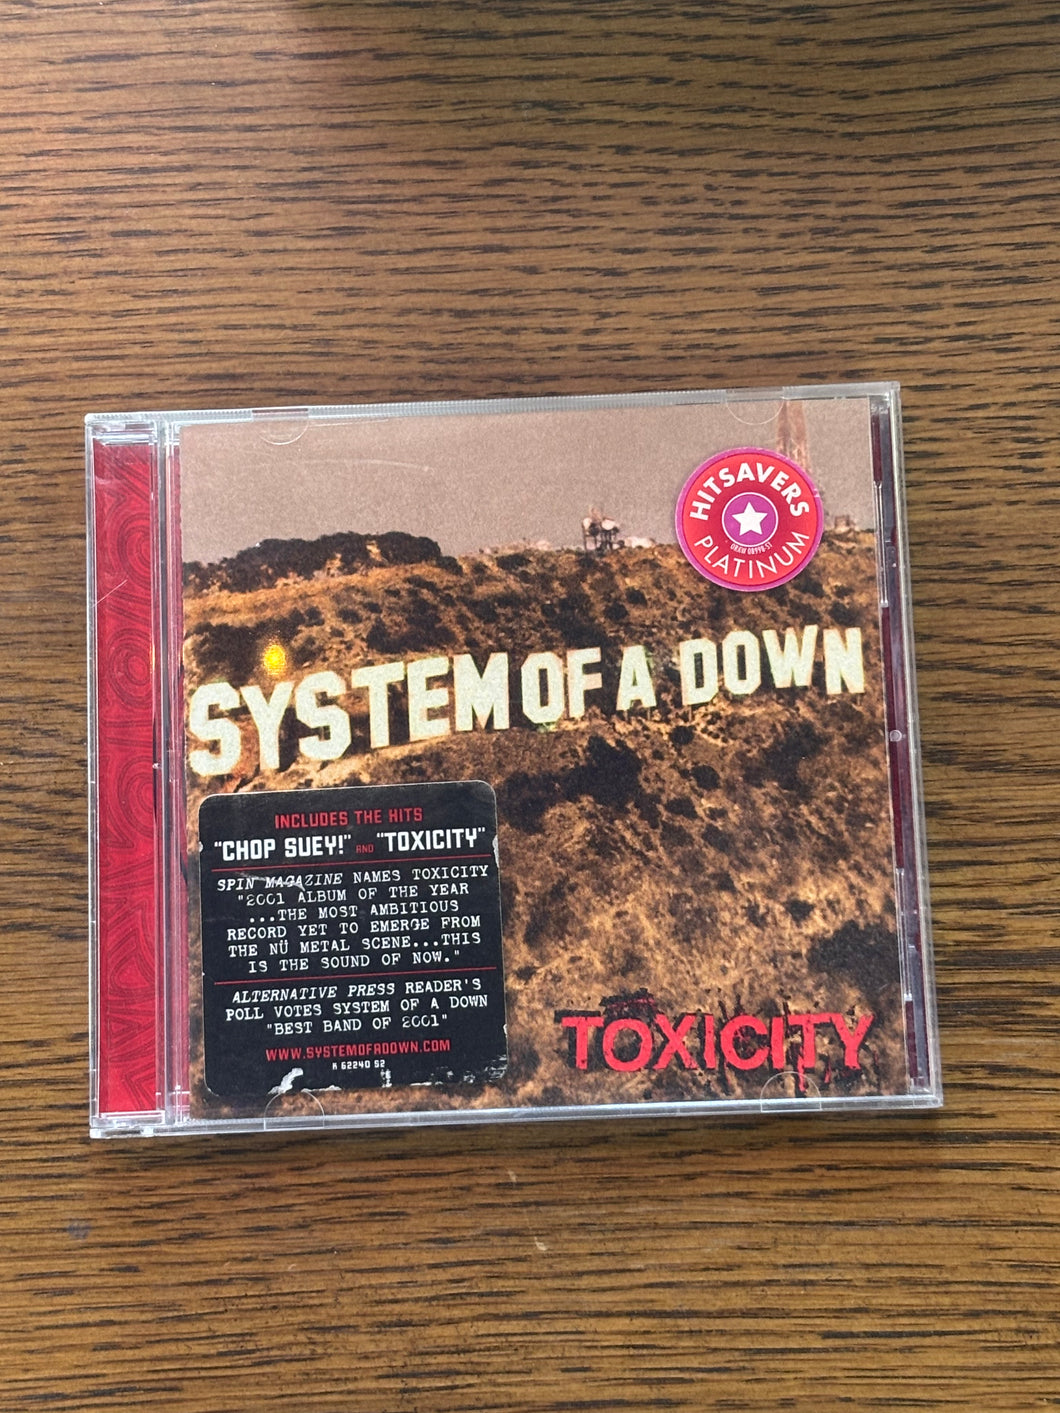 HITSAVERS
PLATINUM
SYSTEM OF A DOWN
INCLUDES THE HITS
"CHOP SUEY!" AND "TOXICITY"
SPIN MAGAZINE NAMES TOXICITY
"2001 ALBUM OF THE YEAR
...THE MOST AMBITIOUS
RECORD YET TO EMERGE FROM
THE NÜ METAL SCENE...THIS
IS THE SOUND OF NOW."
ALTERNATIVE PRESS READER'S
POLL VOTES SYSTEM OF A DOWN
"BEST BAND OF 2001"
WWW.SYSTEMOFADOWN.COM
K 62240 S2
TOXICITY